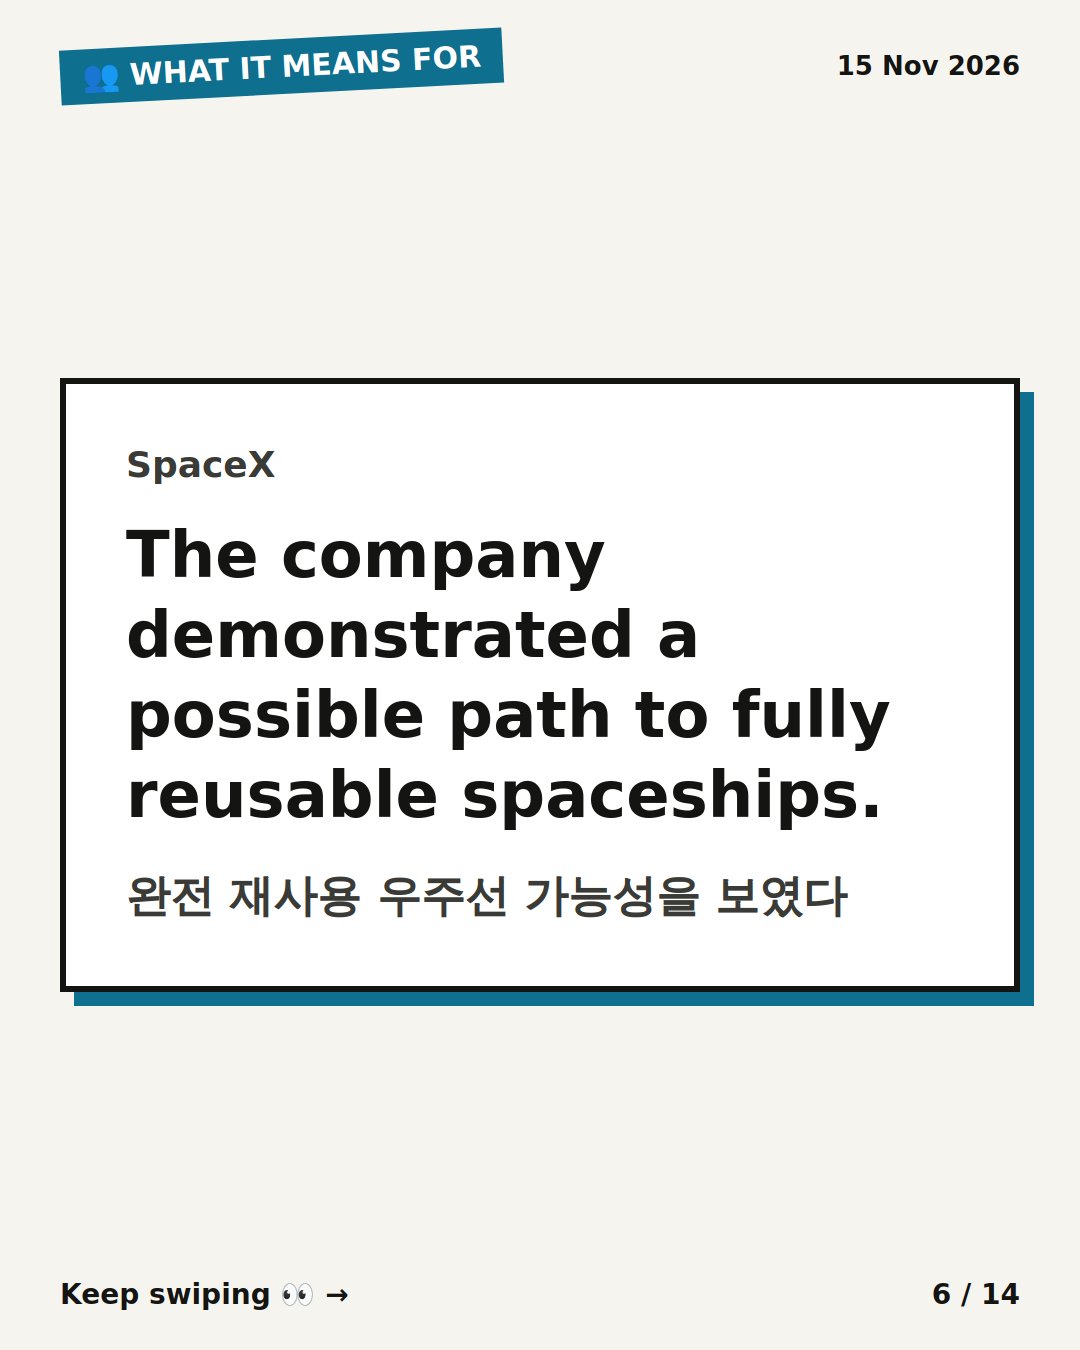 👥 WHAT IT MEANS FOR
15 Nov 2026
SpaceX
The company
demonstrated a
possible path to fully
reusable spaceships.
완전 재사용 우주선 가능성을 보였다
Keep swiping 👀 →
6 / 14